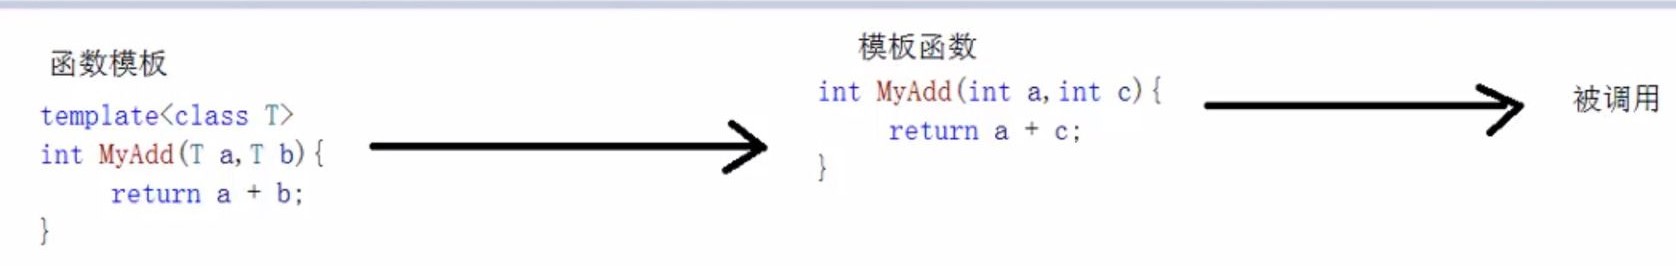 函数模板
template<class T>
int MyAdd(T a,T b){
return a + b;
}
模板函数
int MyAdd(int a,int c){
return a + c;
}
被调用